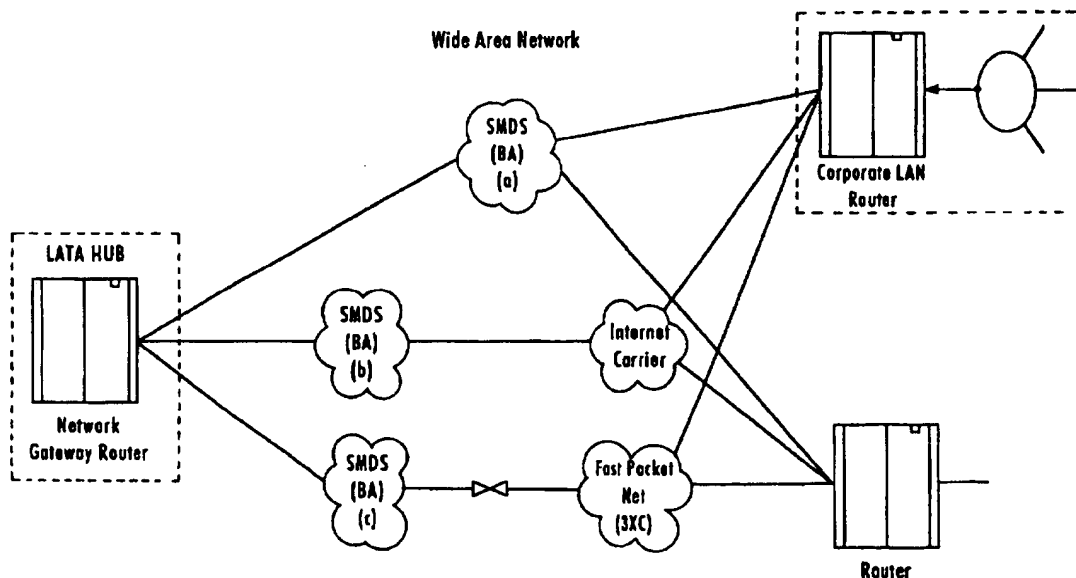 Wide Area Network
SMDS
(BA)
(a)
Corporate LAN
Router
LATA HUB
Network
Gateway Router
SMDS
(BA)
(b)
Internet
Carrier
SMDS
(BA)
(c)
Fast Packet
Net
(3XC)
Router